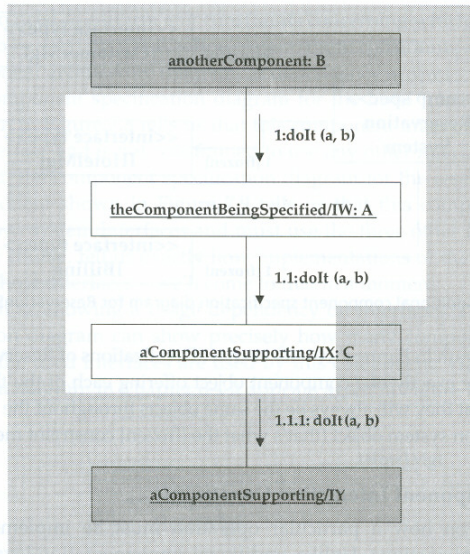 anotherComponent: B
1:doIt (a, b)
theComponentBeingSpecified/IW: A
1.1:doIt (a, b)
aComponentSupporting/IX: C
1.1.1: doIt (a, b)
aComponentSupporting/IY